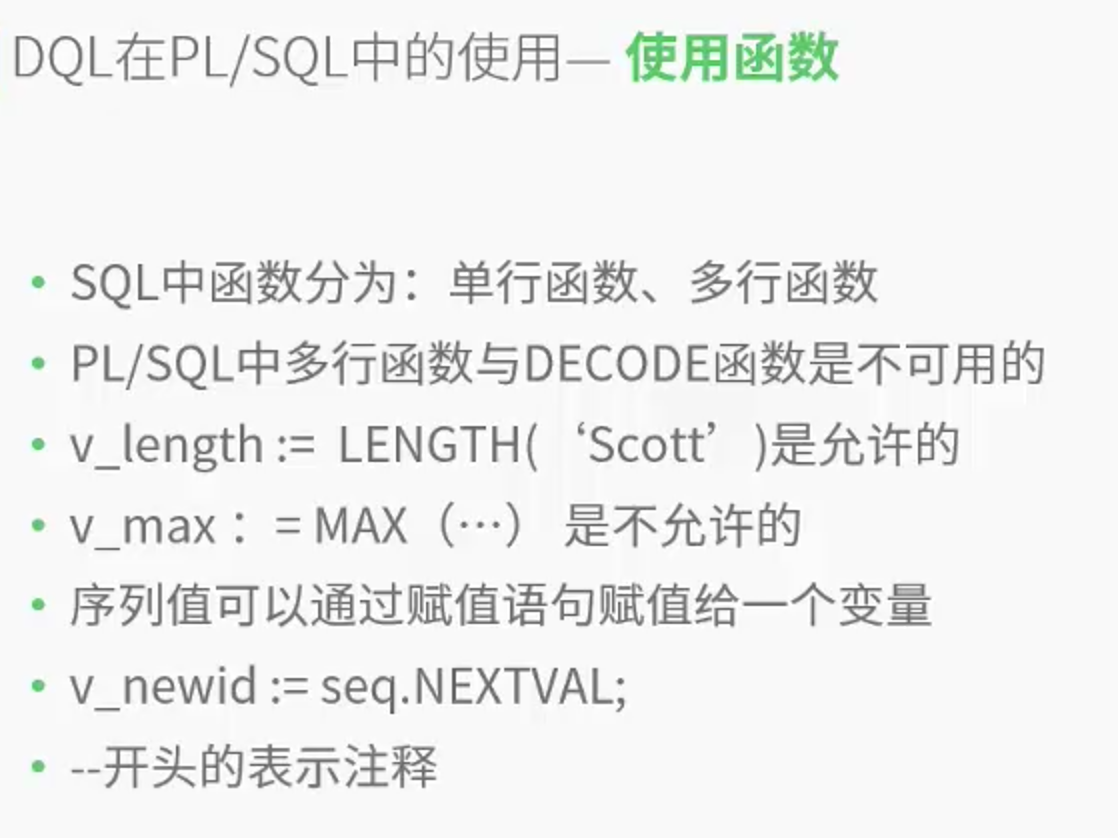 DQL在PL/SQL中的使用— 使用函数
• SQL中函数分为：单行函数、多行函数
• PL/SQL中多行函数与DECODE函数是不可用的
• v_length := LENGTH( ‘Scott’ )是允许的
• v_max ：= MAX（…） 是不允许的
• 序列值可以通过赋值语句赋值给一个变量
• v_newid := seq.NEXTVAL;
• --开头的表示注释